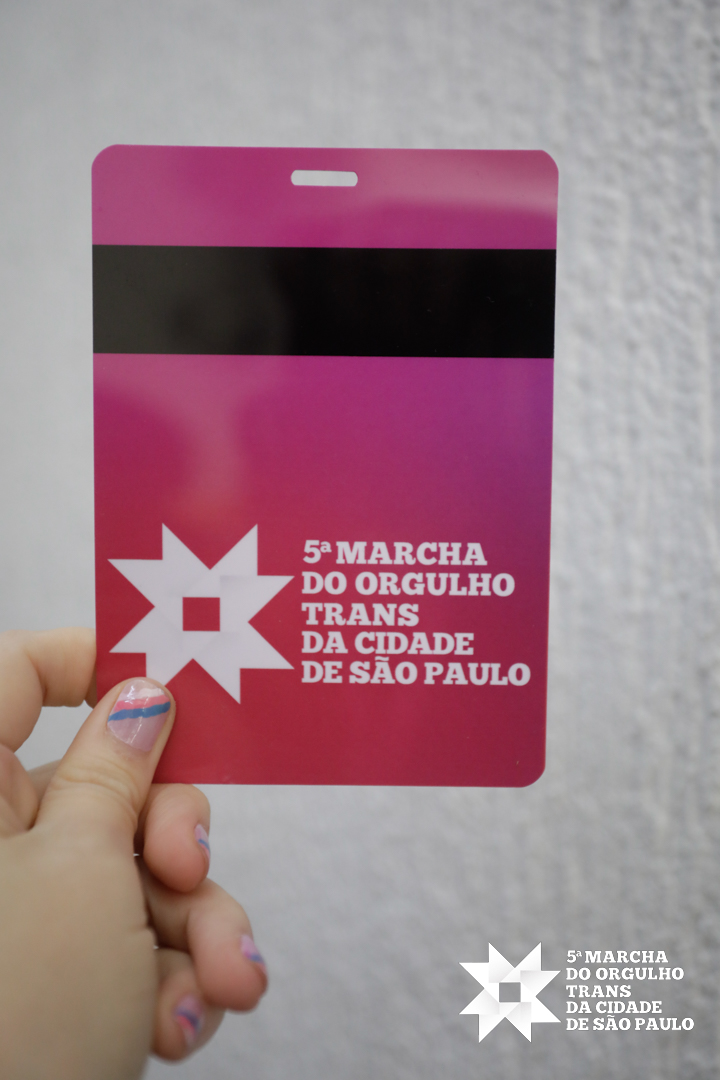 5ª MARCHA
DO ORGULHO
TRANS
DA CIDADE
DE SÃO PAULO
5ª MARCHA
DO ORGULHO
TRANS
DA CIDADE
DE SÃO PAULO